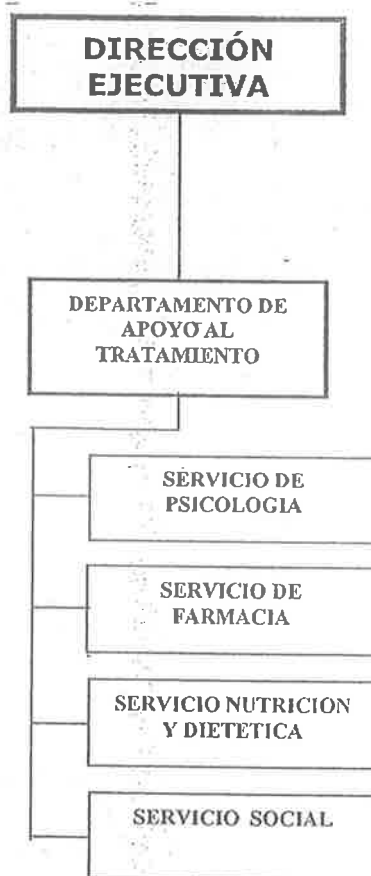 DIRECCIÓN
EJECUTIVA
DEPARTAMENTO DE
APOYO AL
TRATAMIENTO
SERVICIO DE
PSICOLOGIA
SERVICIO DE
FARMACIA
SERVICIO NUTRICION
Y DIETETICA
SERVICIO SOCIAL